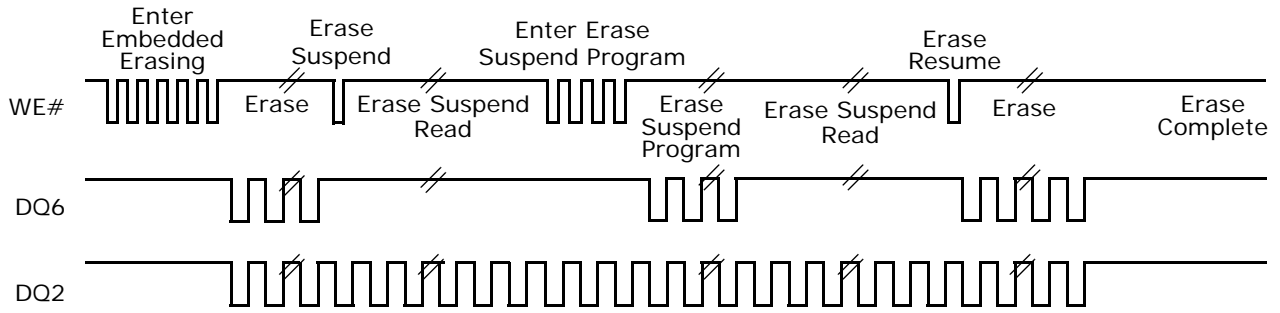 Enter
Embedded
Erasing
Erase
Suspend
Enter Erase
Suspend Program
Erase
Resume
WE#
Erase
Erase Suspend
Read
Erase
Suspend
Program
Erase Suspend
Read
Erase
Erase
Complete
DQ6
DQ2